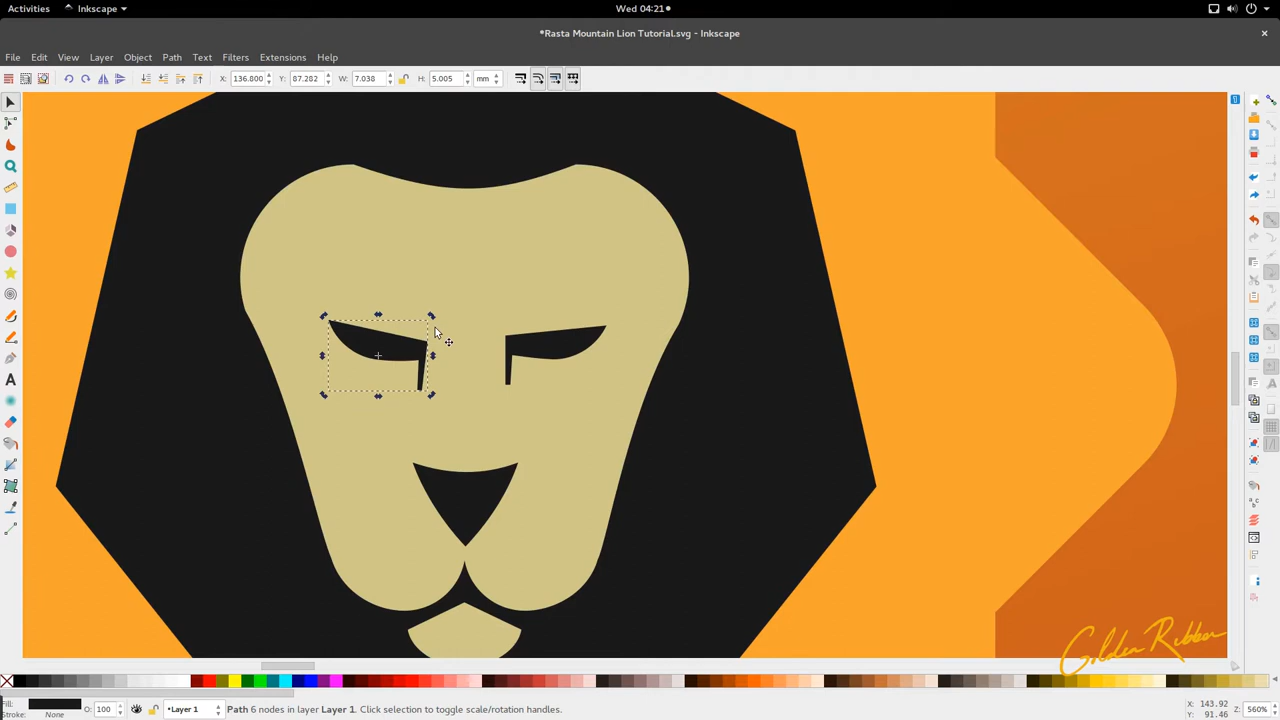 Activities Inkscape Wed 04:21
*Rasta Mountain Lion Tutorial.svg - Inkscape
File Edit View Layer Object Path Text Filters Extensions Help
X: 136.800 Y: 87.282 W: 7.038 H: 5.005 mm
Golden Ribbon
Fill: O: 100 •Layer 1 Path 6 nodes in layer Layer 1. Click selection to toggle scale/rotation handles. X: 143.92 Z: 560%
Stroke: None Y: 91.46